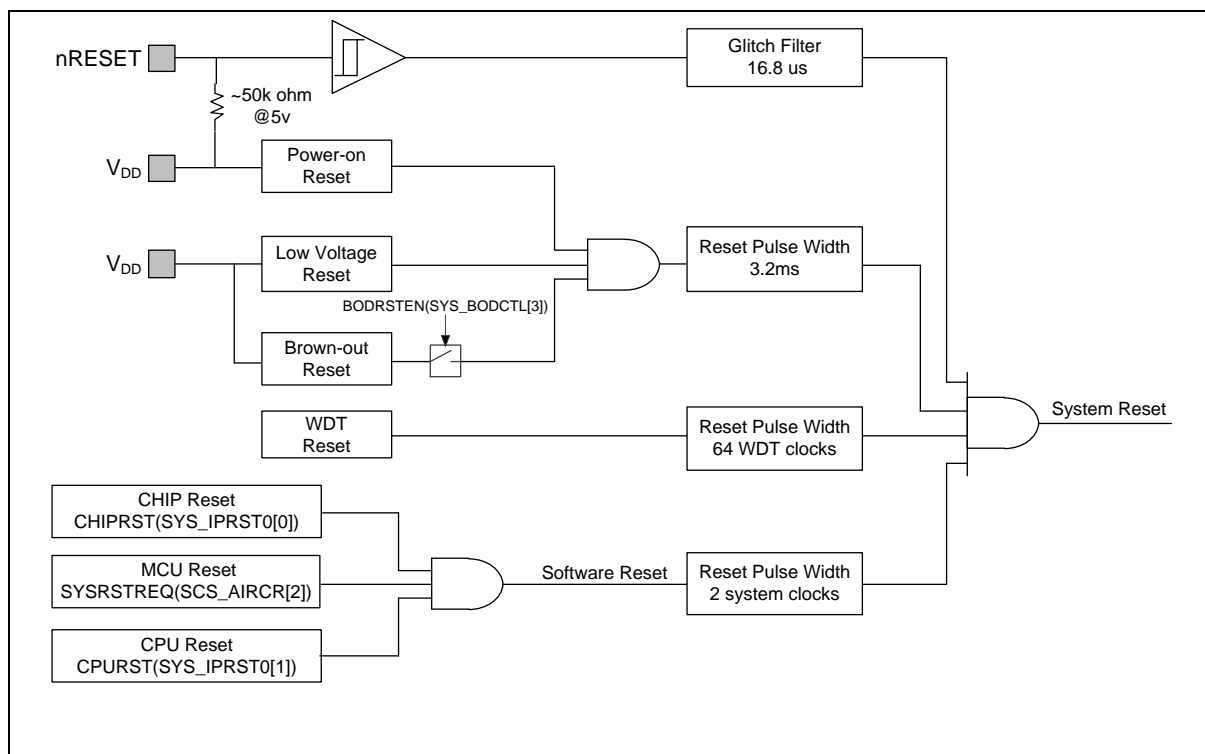 nRESET
Glitch Filter
16.8 us
~50k ohm
@5v
VDD
Power-on
Reset
VDD
Low Voltage
Reset
Reset Pulse Width
3.2ms
BODRSTEN(SYS_BODCTL[3])
Brown-out
Reset
WDT
Reset
Reset Pulse Width
64 WDT clocks
System Reset
CHIP Reset
CHIPRST(SYS_IPRST0[0])
MCU Reset
SYSRSTREQ(SCS_AIRCR[2])
Software Reset
Reset Pulse Width
2 system clocks
CPU Reset
CPURST(SYS_IPRST0[1])